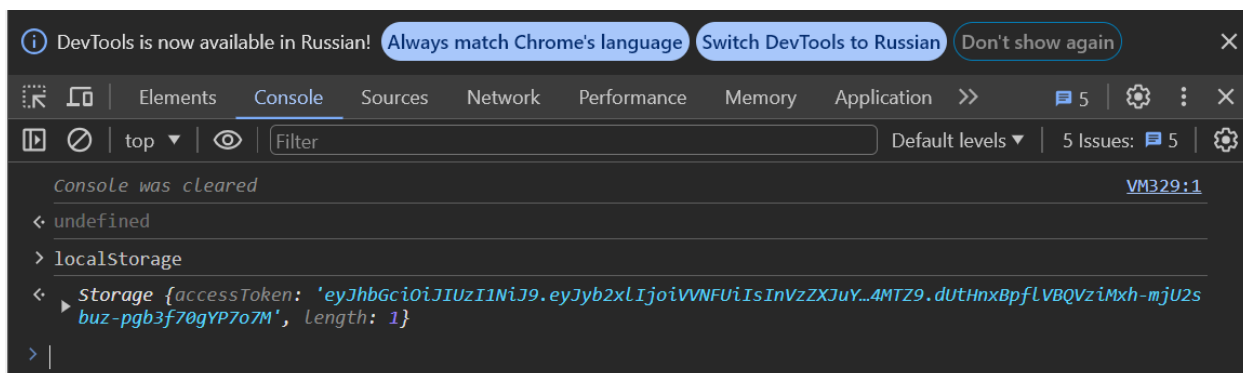 DevTools is now available in Russian! Always match Chrome's language Switch DevTools to Russian Don't show again
Elements Console Sources Network Performance Memory Application 5
top Filter Default levels 5 Issues: 5
Console was cleared VM329:1
undefined
localStorage
Storage {accessToken: 'eyJhbGciOiJIUzI1NiJ9.eyJyb2xlIjoiVVNFUiIsInVzZXJuY…4MTZ9.dUtHnxBpflVBQVziMxh-mjU2s
buz-pgb3f70gYP7o7M', length: 1}